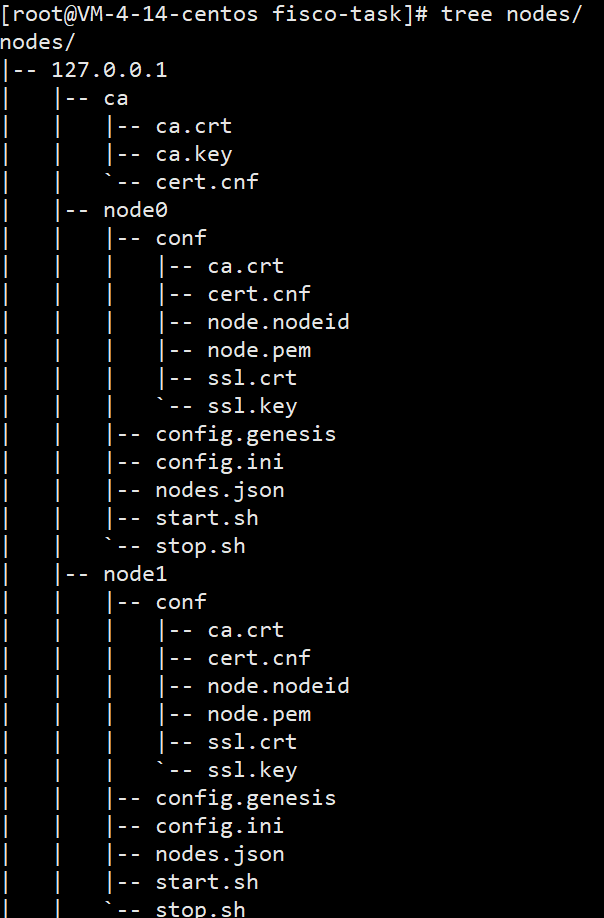 [root@VM-4-14-centos fisco-task]# tree nodes/
nodes/
|-- 127.0.0.1
|   |-- ca
|   |   |-- ca.crt
|   |   |-- ca.key
|   |   `-- cert.cnf
|   |-- node0
|   |   |-- conf
|   |   |   |-- ca.crt
|   |   |   |-- cert.cnf
|   |   |   |-- node.nodeid
|   |   |   |-- node.pem
|   |   |   |-- ssl.crt
|   |   |   `-- ssl.key
|   |   |-- config.genesis
|   |   |-- config.ini
|   |   |-- nodes.json
|   |   |-- start.sh
|   |   `-- stop.sh
|   |-- node1
|   |   |-- conf
|   |   |   |-- ca.crt
|   |   |   |-- cert.cnf
|   |   |   |-- node.nodeid
|   |   |   |-- node.pem
|   |   |   |-- ssl.crt
|   |   |   `-- ssl.key
|   |   |-- config.genesis
|   |   |-- config.ini
|   |   |-- nodes.json
|   |   |-- start.sh
|   |   `-- stop.sh